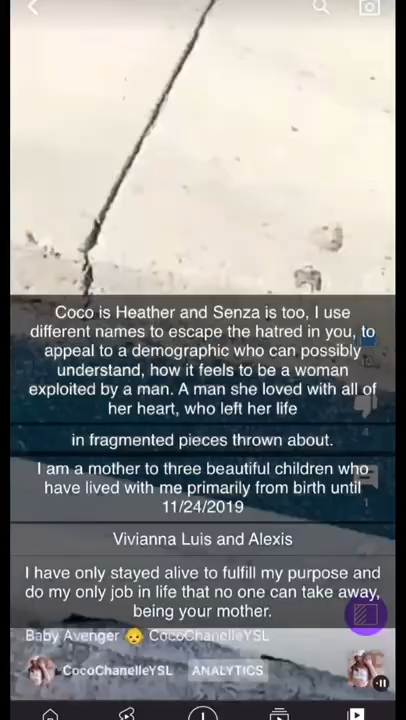 Coco is Heather and Senza is too, I use
different names to escape the hatred in you, to
appeal to a demographic who can possibly
understand, how it feels to be a woman
exploited by a man. A man she loved with all of
her heart, who left her life
in fragmented pieces thrown about.
I am a mother to three beautiful children who
have lived with me primarily from birth until
11/24/2019
Vivianna Luis and Alexis
I have only stayed alive to fulfill my purpose and
do my only job in life that no one can take away,
being your mother.
Baby Avenger 👶 CocoChanelleYSL
CocoChanelleYSL ANALYTICS